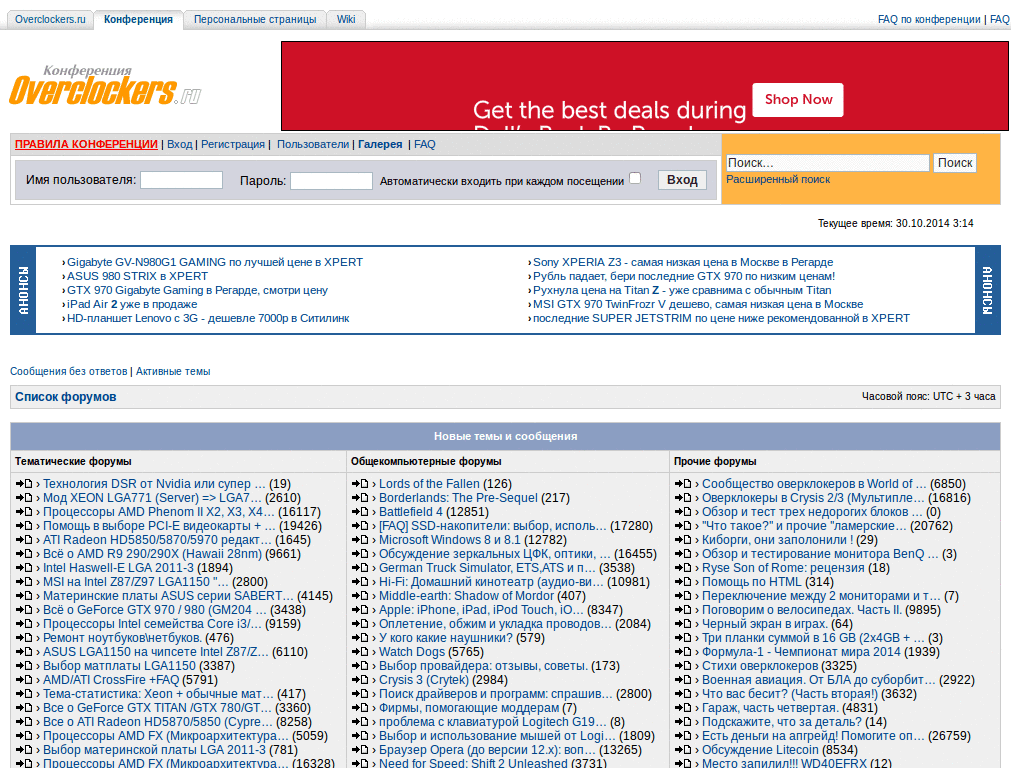 Overclockers.ru Конференция Персональные страницы Wiki FAQ по конференции | FAQ
Конференция
Overclockers.ru
Get the best deals during
Shop Now
ПРАВИЛА КОНФЕРЕНЦИИ | Вход | Регистрация | Пользователи | Галерея | FAQ
Имя пользователя: Пароль: Автоматически входить при каждом посещении Вход
Поиск… Поиск
Расширенный поиск
Текущее время: 30.10.2014 3:14
АНОНСЫ
› Gigabyte GV-N980G1 GAMING по лучшей цене в XPERT
› ASUS 980 STRIX в XPERT
› GTX 970 Gigabyte Gaming в Регарде, смотри цену
› iPad Air 2 уже в продаже
› HD-планшет Lenovo с 3G - дешевле 7000р в Ситилинк
› Sony XPERIA Z3 - самая низкая цена в Москве в Регарде
› Рубль падает, бери последние GTX 970 по низким ценам!
› Рухнула цена на Titan Z - уже сравнима с обычным Titan
› MSI GTX 970 TwinFrozr V дешево, самая низкая цена в Москве
› последние SUPER JETSTRIM по цене ниже рекомендованной в XPERT
АНОНСЫ
Сообщения без ответов | Активные темы
Список форумов Часовой пояс: UTC + 3 часа
Новые темы и сообщения
Тематические форумы
› Технология DSR от Nvidia или супер … (19)
› Мод XEON LGA771 (Server) => LGA7… (2610)
› Процессоры AMD Phenom II X2, X3, X4… (16117)
› Помощь в выборе PCI-E видеокарты + … (19426)
› ATI Radeon HD5850/5870/5970 редакт… (1645)
› Всё о AMD R9 290/290X (Hawaii 28nm) (9661)
› Intel Haswell-E LGA 2011-3 (1894)
› MSI на Intel Z87/Z97 LGA1150 "… (2800)
› Материнские платы ASUS серии SABERT… (4145)
› Всё о GeForce GTX 970 / 980 (GM204 … (3438)
› Процессоры Intel семейства Core i3/… (9159)
› Ремонт ноутбуков\нетбуков. (476)
› ASUS LGA1150 на чипсете Intel Z87/Z… (6110)
› Выбор матплаты LGA1150 (3387)
› AMD/ATI CrossFire +FAQ (5791)
› Тема-статистика: Xeon + обычные мат… (417)
› Все о GeForce GTX TITAN /GTX 780/GT… (3360)
› Все о ATI Radeon HD5870/5850 (Cypre… (8258)
› Процессоры AMD FX (Микроархитектура… (5059)
› Выбор материнской платы LGA 2011-3 (781)
› Процессоры AMD FX (Микроархитектура… (16328)
Общекомпьютерные форумы
› Lords of the Fallen (126)
› Borderlands: The Pre-Sequel (217)
› Battlefield 4 (12851)
› [FAQ] SSD-накопители: выбор, исполь… (17280)
› Microsoft Windows 8 и 8.1 (12782)
› Обсуждение зеркальных ЦФК, оптики, … (16455)
› German Truck Simulator, ETS,ATS и п… (3538)
› Hi-Fi: Домашний кинотеатр (аудио-ви… (10981)
› Middle-earth: Shadow of Mordor (407)
› Apple: iPhone, iPad, iPod Touch, iO… (8347)
› Оплетение, обжим и укладка проводов… (2084)
› У кого какие наушники? (579)
› Watch Dogs (5765)
› Выбор провайдера: отзывы, советы. (173)
› Crysis 3 (Crytek) (2984)
› Поиск драйверов и программ: спрашив… (2800)
› Фирмы, помогающие моддерам (7)
› проблема с клавиатурой Logitech G19… (8)
› Выбор и использование мышей от Logi… (1809)
› Браузер Opera (до версии 12.x): воп… (13265)
› Need for Speed: Shift 2 Unleashed (3731)
Прочие форумы
› Сообщество оверклокеров в World of … (6850)
› Оверклокеры в Crysis 2/3 (Мультипле… (16816)
› Обзор и тест трех недорогих блоков … (0)
› "Что такое?" и прочие "ламерские… (20762)
› Киборги, они заполонили ! (29)
› Обзор и тестирование монитора BenQ … (3)
› Ryse Son of Rome: рецензия (18)
› Помощь по HTML (314)
› Переключение между 2 мониторами и т… (7)
› Поговорим о велосипедах. Часть II. (9895)
› Черный экран в играх. (64)
› Три планки суммой в 16 GB (2x4GB + … (3)
› Формула-1 - Чемпионат мира 2014 (1939)
› Стихи оверклокеров (3325)
› Военная авиация. От БЛА до суборбит… (2922)
› Что вас бесит? (Часть вторая!) (3632)
› Гараж, часть четвертая. (4831)
› Подскажите, что за деталь? (14)
› Есть деньги на апгрейд! Помогите оп… (26759)
› Обсуждение Litecoin (8534)
› Место запилил!!! WD40EFRX (12)